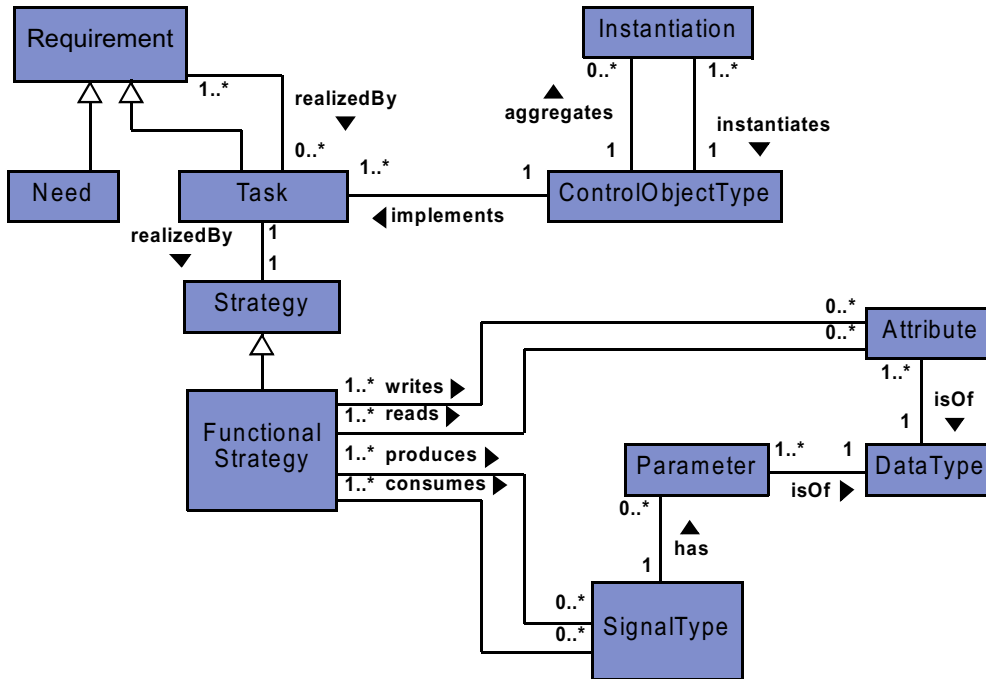 Requirement
Instantiation
1..*
0..*
1..*
realizedBy
aggregates
instantiates
0..*
1..*
1
1
1
Need
Task
ControlObjectType
implements
realizedBy
1
1
Strategy
0..*
0..*
Attribute
1..*
1..* writes
1..* reads
isOf
1
Functional
Strategy
1..* produces
1..* consumes
Parameter
1..*
1
DataType
isOf
0..*
has
1
0..*
0..*
SignalType